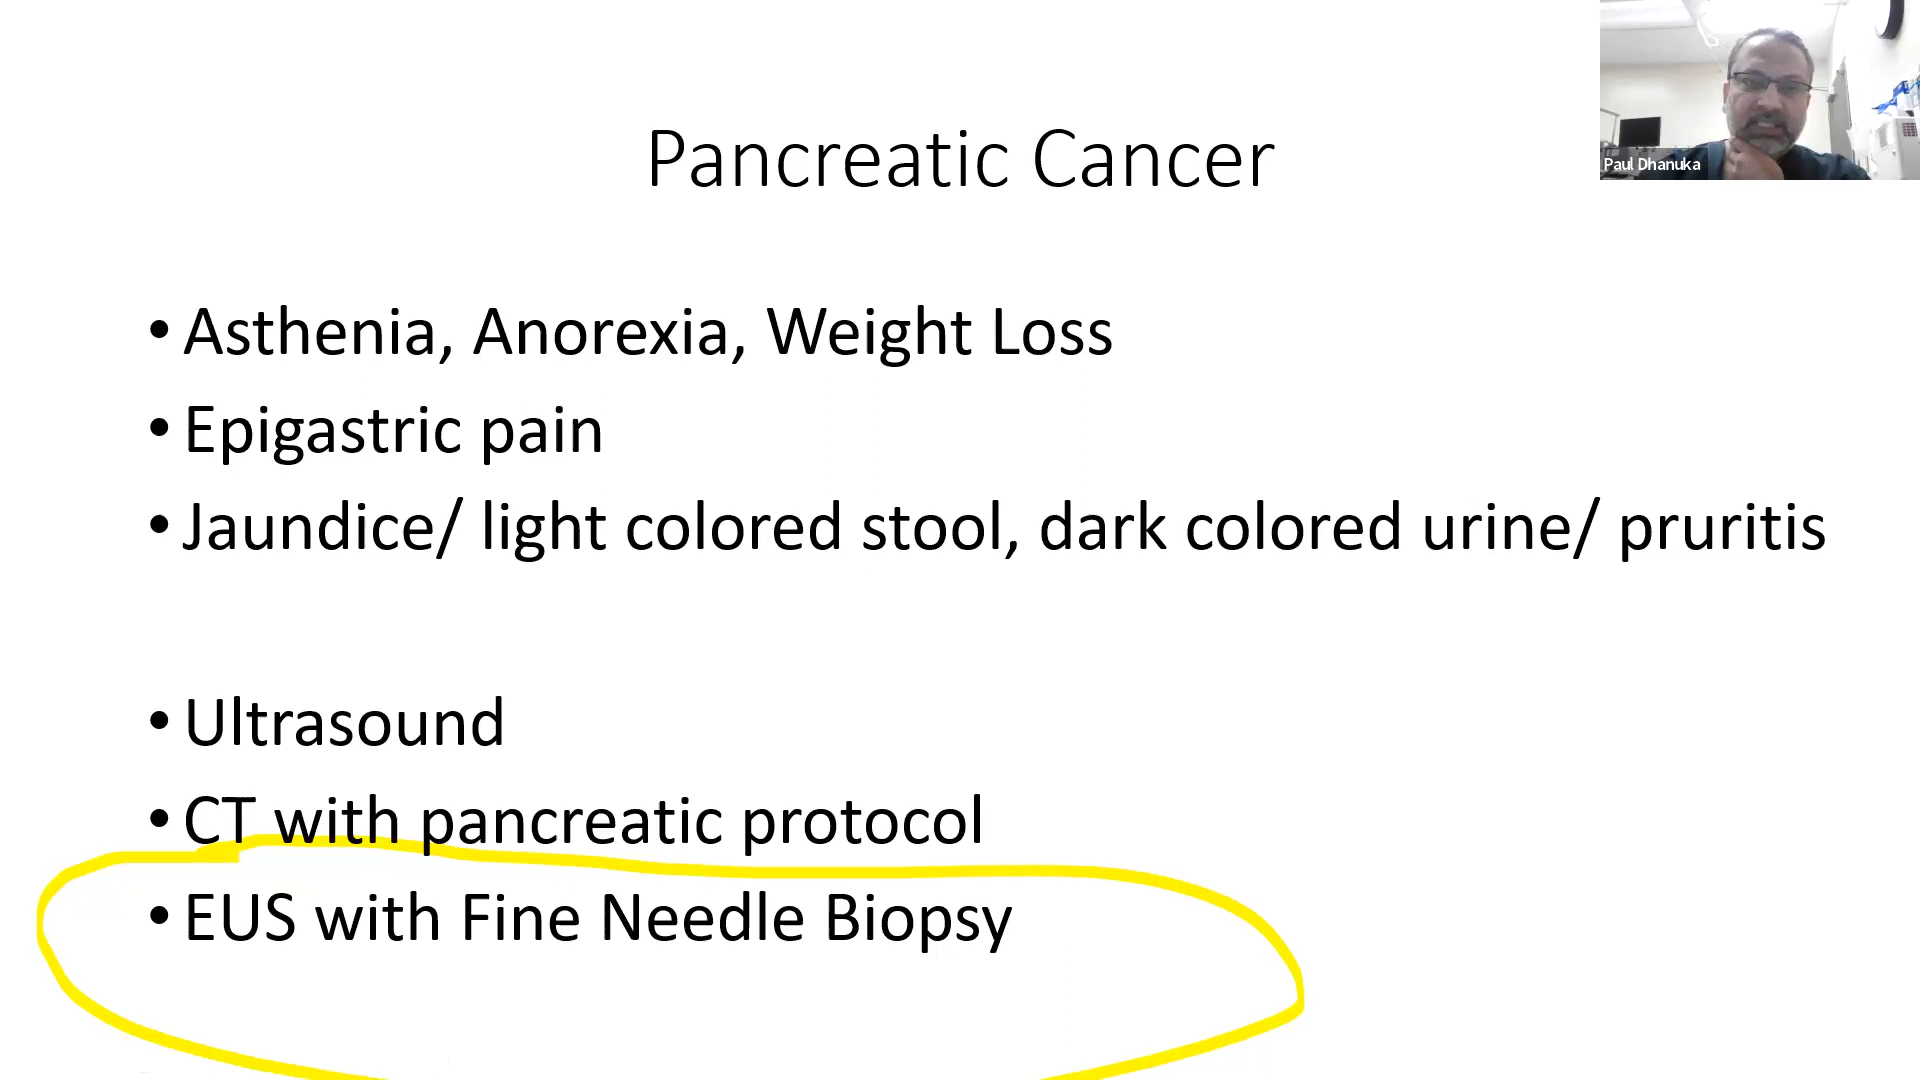 Pancreatic Cancer
Paul Dhanuka
• Asthenia, Anorexia, Weight Loss
• Epigastric pain
• Jaundice/ light colored stool, dark colored urine/ pruritis
• Ultrasound
• CT with pancreatic protocol
• EUS with Fine Needle Biopsy